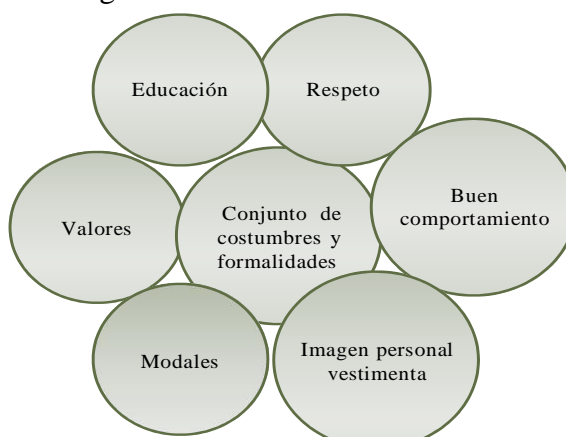 Educación
Respeto
Buen
comportamiento
Valores
Conjunto de
costumbres y
formalidades
Modales
Imagen personal
vestimenta